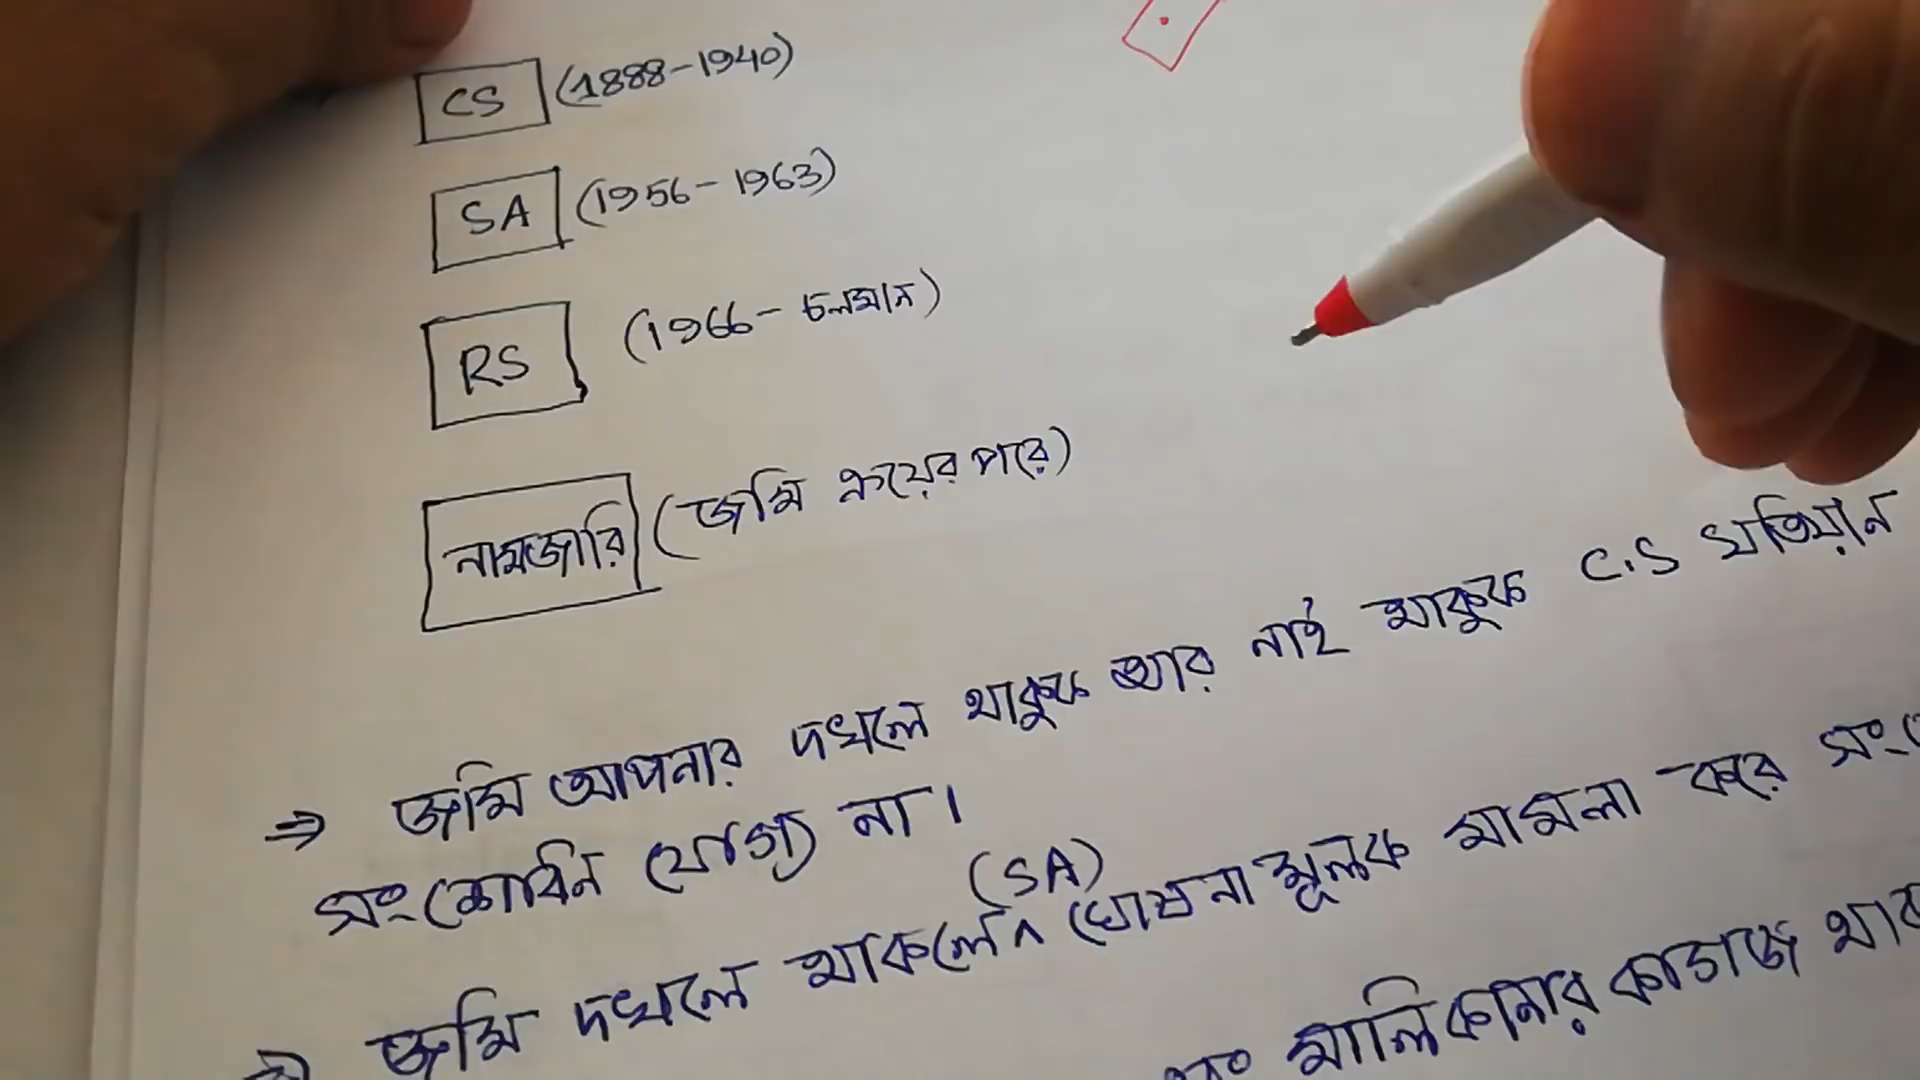 CS (1888-1940)
SA (1956-1963)
RS (1966- চলমান)
নামজারি (জমি ক্রয়ের পরে)
⇒ জমি আপনার দখলে থাকুক আর নাই থাকুক C.S খতিয়ান
সংশোধন যোগ্য না।
(SA)
জমি দখলে থাকলে ^ ঘোষনা মূলক মামলা করে
মালিকানার কাগজ